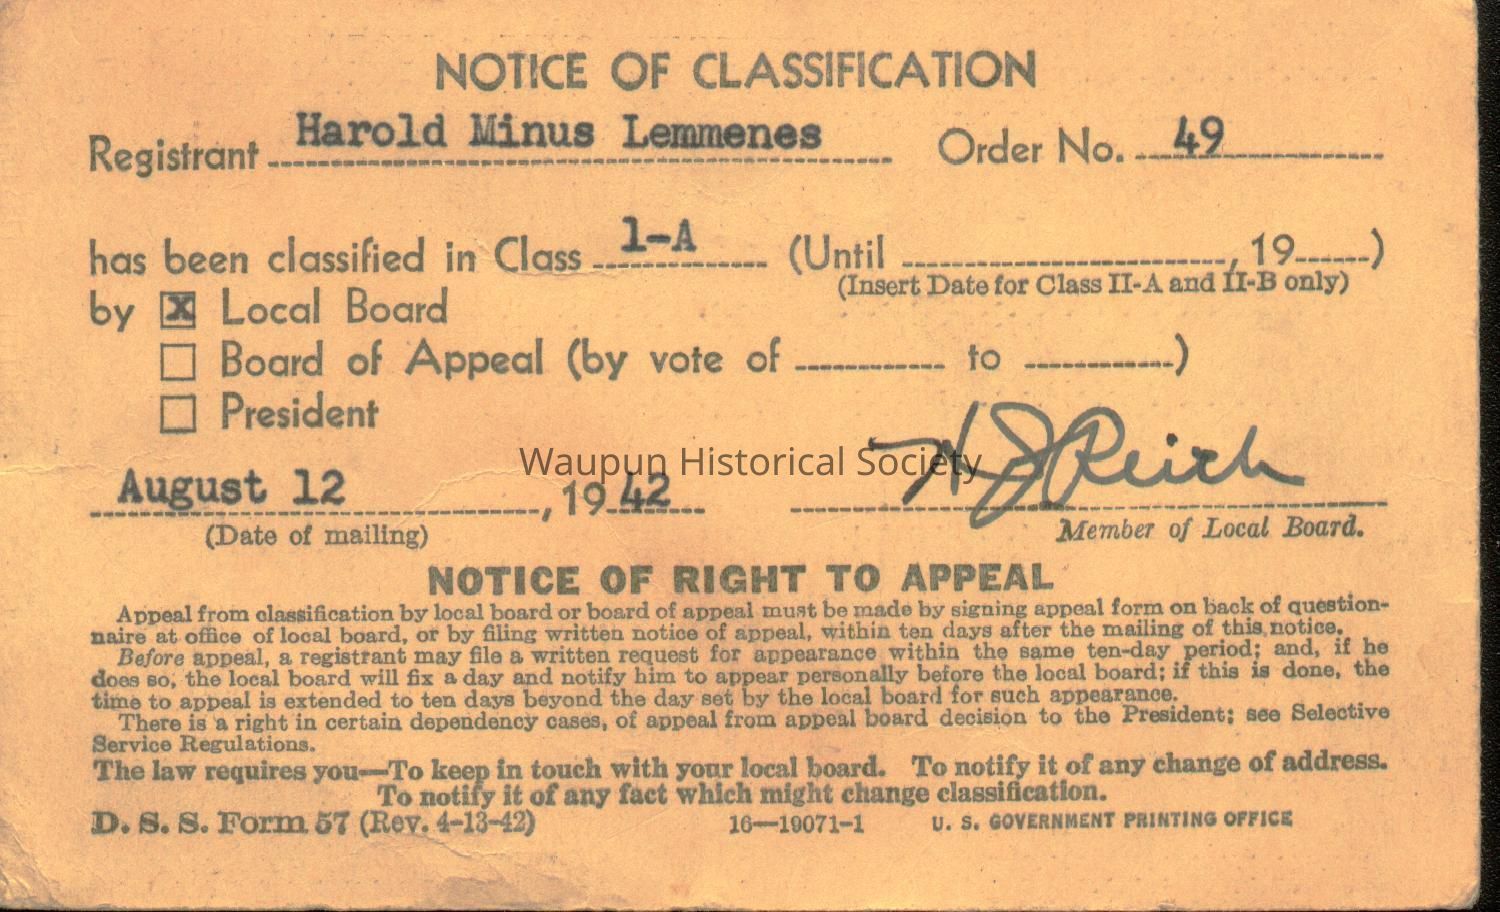 NOTICE OF CLASSIFICATION
Registrant Harold Minus Lemmenes Order No. 49
has been classified in Class 1-A (Until , 19 )
(Insert Date for Class II-A and II-B only)
by x Local Board
Board of Appeal (by vote of to )
President
Waupun Historical Society
H J Reich
August 12, 1942
(Date of mailing) Member of Local Board.
NOTICE OF RIGHT TO APPEAL
Appeal from classification by local board or board of appeal must be made by signing appeal form on back of question-
naire at office of local board, or by filing written notice of appeal, within ten days after the mailing of this notice.
Before appeal, a registrant may file a written request for appearance within the same ten-day period; and, if he
does so, the local board will fix a day and notify him to appear personally before the local board; if this is done, the
time to appeal is extended to ten days beyond the day set by the local board for such appearance.
There is a right in certain dependency cases, of appeal from appeal board decision to the President; see Selective
Service Regulations.
The law requires you—To keep in touch with your local board. To notify it of any change of address.
To notify it of any fact which might change classification.
D. S. S. Form 57 (Rev. 4-13-42) 16—19071-1 U. S. GOVERNMENT PRINTING OFFICE